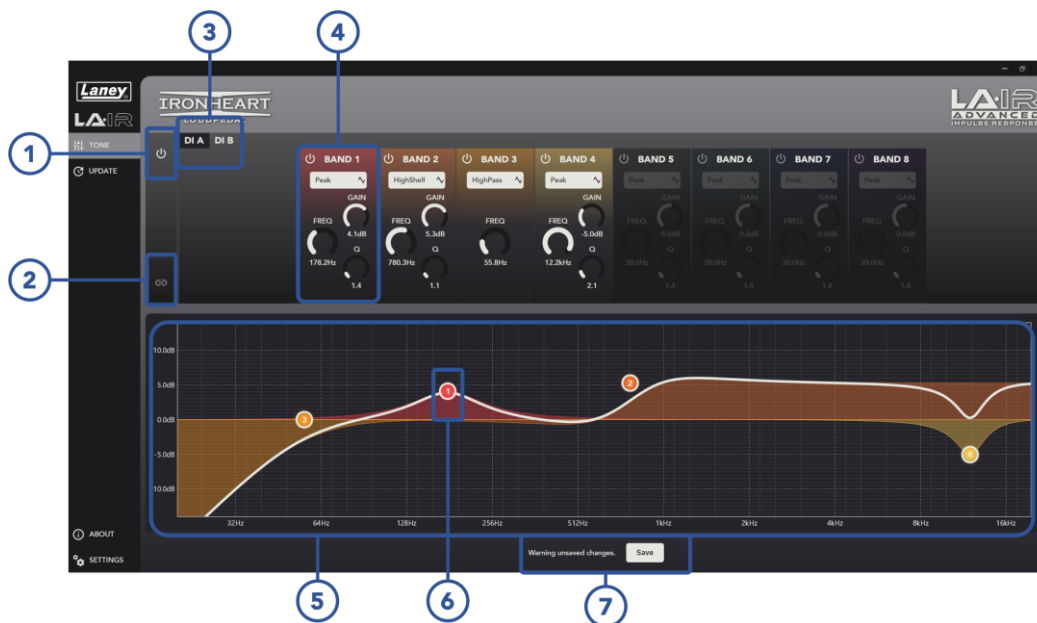 3
4
Laney
LA·IR
IRONHEART
LOUDPEDAL
LA·IR
ADVANCED
IMPULSE RESPONSE
1
TONE
UPDATE
DI A DI B
BAND 1 BAND 2 BAND 3 BAND 4 BAND 5 BAND 6 BAND 7 BAND 8
Peak HighShelf HighPass Peak Peak Peak Peak Peak
GAIN GAIN GAIN GAIN GAIN GAIN GAIN
FREQ FREQ FREQ FREQ FREQ FREQ FREQ FREQ
4.1dB 5.3dB -5.0dB 0.0dB 0.0dB 0.0dB 0.0dB
Q Q Q Q Q Q Q
178.2Hz 780.3Hz 55.8Hz 12.2kHz 20.0Hz 20.0Hz 20.0Hz 20.0Hz
1.4 1.1 2.1 1.4 1.4 1.4 1.4
2
10.0dB
5.0dB
0.0dB
-5.0dB
10.0dB
3
1
2
4
32Hz 64Hz 128Hz 256Hz 512Hz 1kHz 2kHz 4kHz 8kHz 16kHz
ABOUT
SETTINGS
Warning unsaved changes. Save
5
6
7